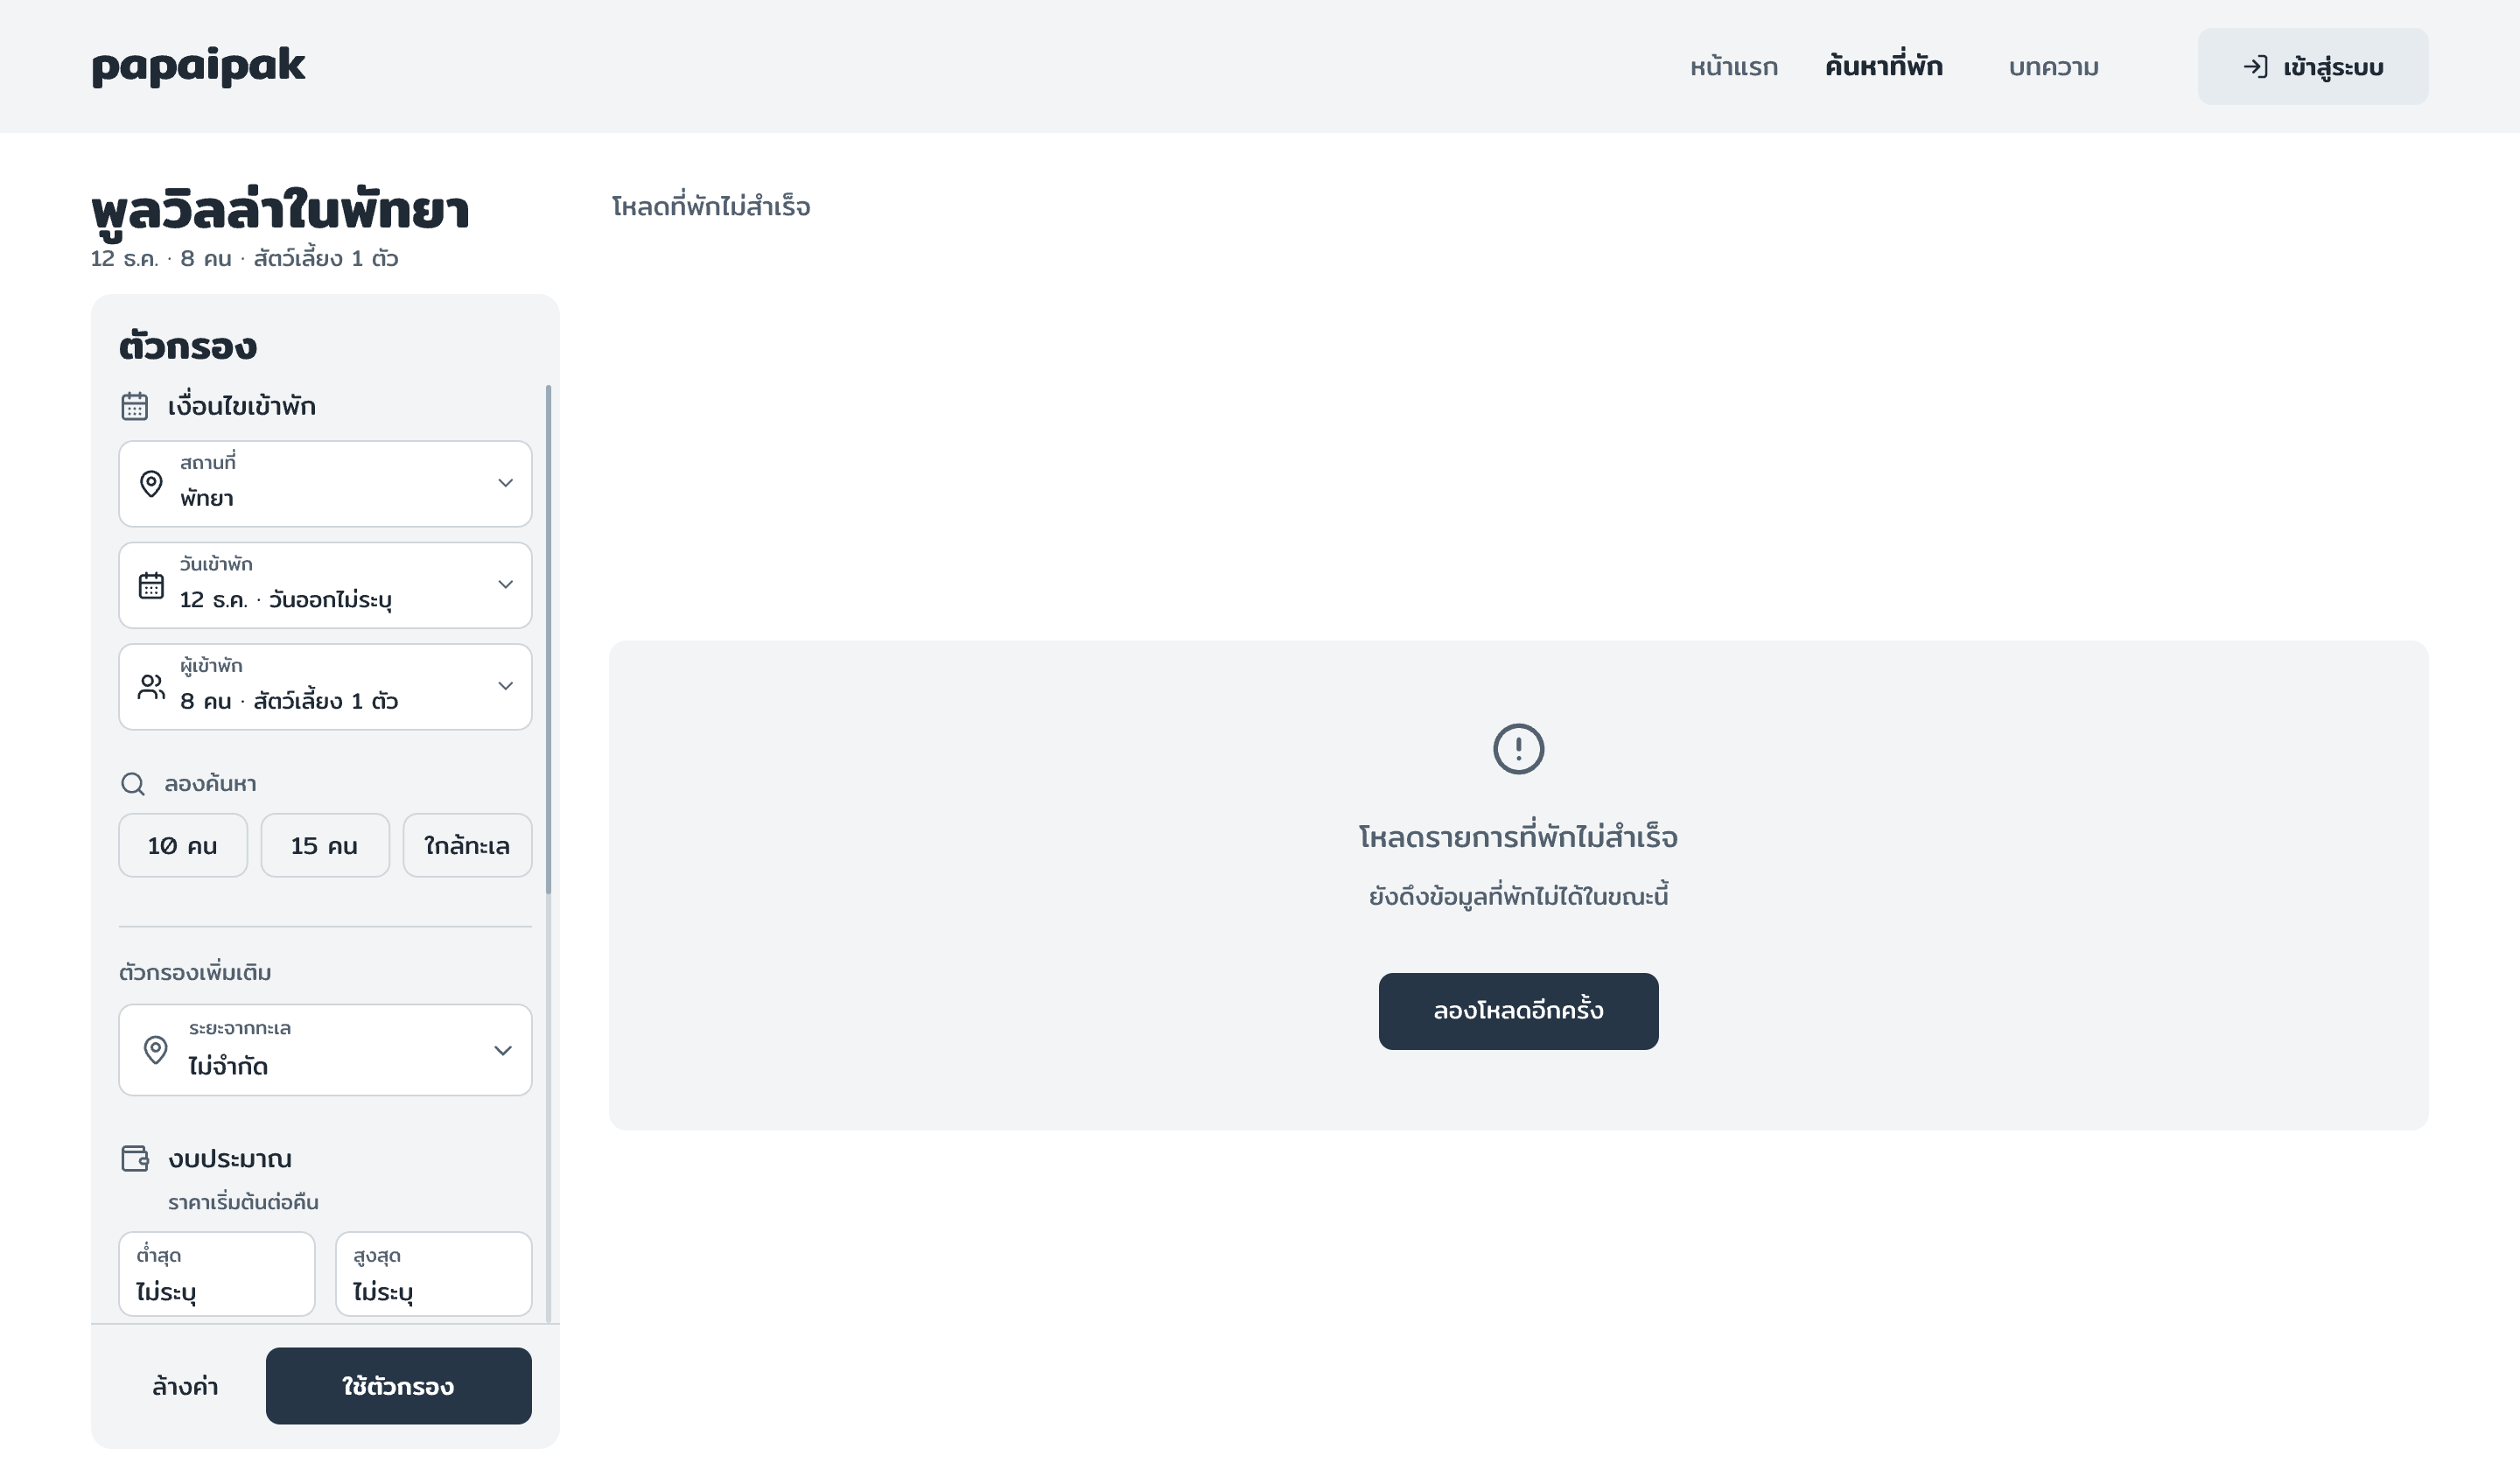 papaipak
หน้าแรก
ค้นหาที่พัก
บทความ
เข้าสู่ระบบ
พูลวิลล่าในพัทยา
12 ธ.ค. · 8 คน · สัตว์เลี้ยง 1 ตัว
โหลดที่พักไม่สำเร็จ
ตัวกรอง
เงื่อนไขเข้าพัก
สถานที่
พัทยา
วันเข้าพัก
12 ธ.ค. · วันออกไม่ระบุ
ผู้เข้าพัก
8 คน · สัตว์เลี้ยง 1 ตัว
ลองค้นหา
10 คน
15 คน
ใกล้ทะเล
ตัวกรองเพิ่มเติม
ระยะจากทะเล
ไม่จำกัด
งบประมาณ
ราคาเริ่มต้นต่อคืน
ต่ำสุด
ไม่ระบุ
สูงสุด
ไม่ระบุ
ล้างค่า
ใช้ตัวกรอง
โหลดรายการที่พักไม่สำเร็จ
ยังดึงข้อมูลที่พักไม่ได้ในขณะนี้
ลองโหลดอีกครั้ง